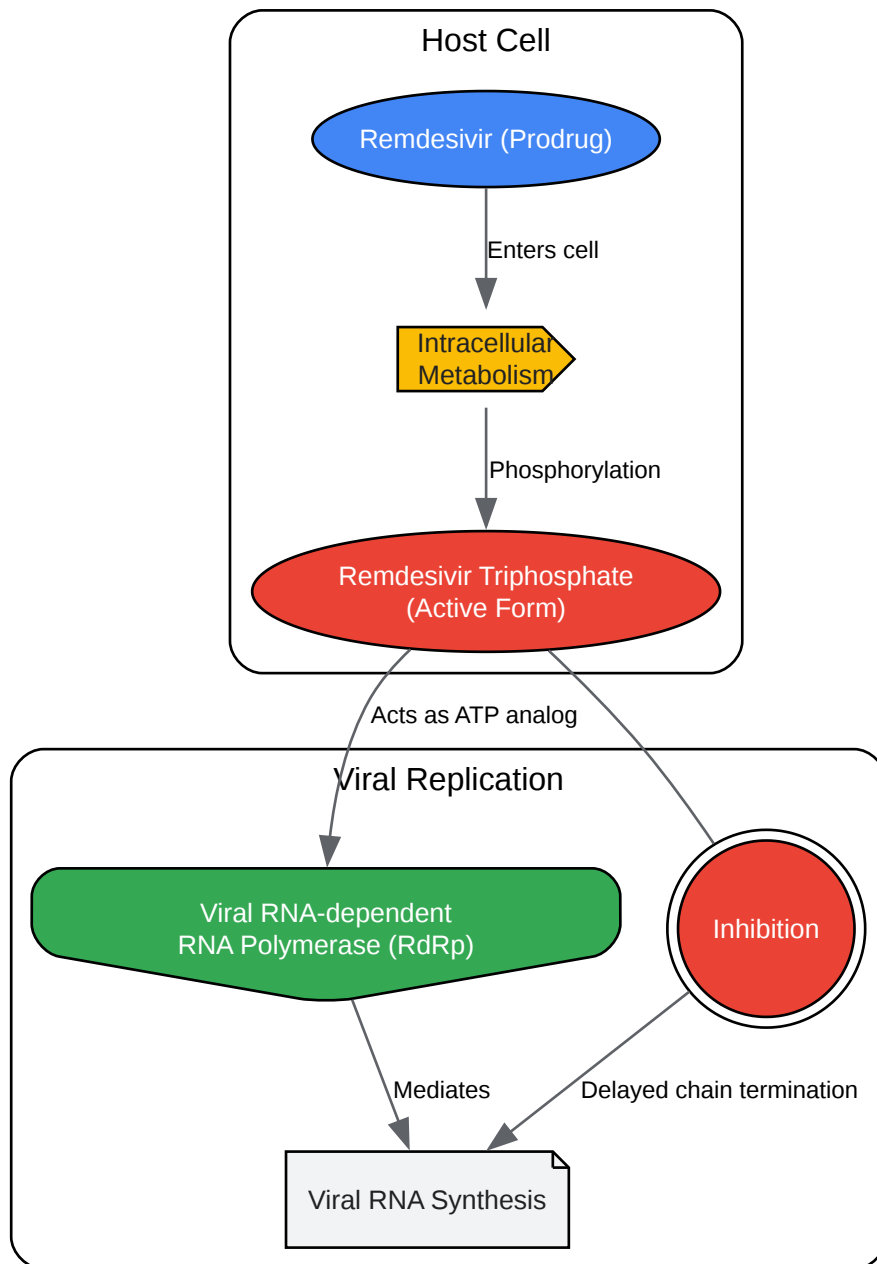 Host Cell
Remdesivir (Prodrug)
Enters cell
Intracellular
Metabolism
Phosphorylation
Remdesivir Triphosphate
(Active Form)
Acts as ATP analog
Viral Replication
Viral RNA-dependent
RNA Polymerase (RdRp)
Inhibition
Mediates
Delayed chain termination
Viral RNA Synthesis